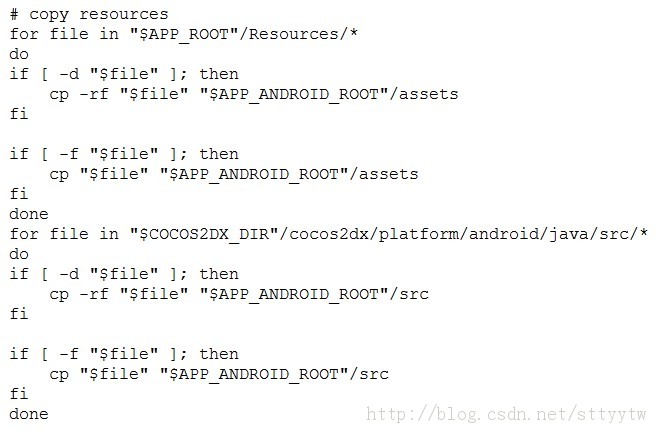 # copy resources
for file in "$APP_ROOT"/Resources/*
do
if [ -d "$file" ]; then
    cp -rf "$file" "$APP_ANDROID_ROOT"/assets
fi

if [ -f "$file" ]; then
    cp "$file" "$APP_ANDROID_ROOT"/assets
fi
done
for file in "$COCOS2DX_DIR"/cocos2dx/platform/android/java/src/*
do
if [ -d "$file" ]; then
    cp -rf "$file" "$APP_ANDROID_ROOT"/src
fi

if [ -f "$file" ]; then
    cp "$file" "$APP_ANDROID_ROOT"/src
fi
done
http://blog.csdn.net/sttyytw